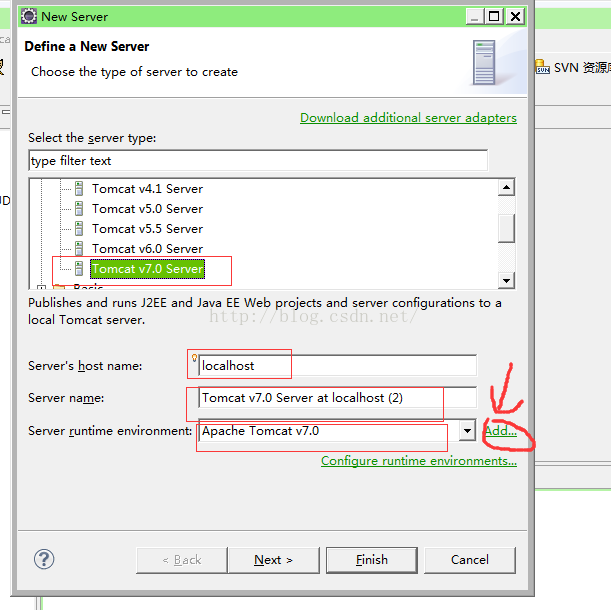 New Server
Define a New Server
Choose the type of server to create
SVN 资源库
Download additional server adapters
Select the server type:
type filter text
Tomcat v4.1 Server
Tomcat v5.0 Server
Tomcat v5.5 Server
Tomcat v6.0 Server
Tomcat v7.0 Server
Basic
Publishes and runs J2EE and Java EE Web projects and server configurations to a
local Tomcat server.
http://blog.csdn.net/
Server's host name:
localhost
Server name:
Tomcat v7.0 Server at localhost (2)
Server runtime environment:
Apache Tomcat v7.0
Add...
Configure runtime environments...
< Back
Next >
Finish
Cancel